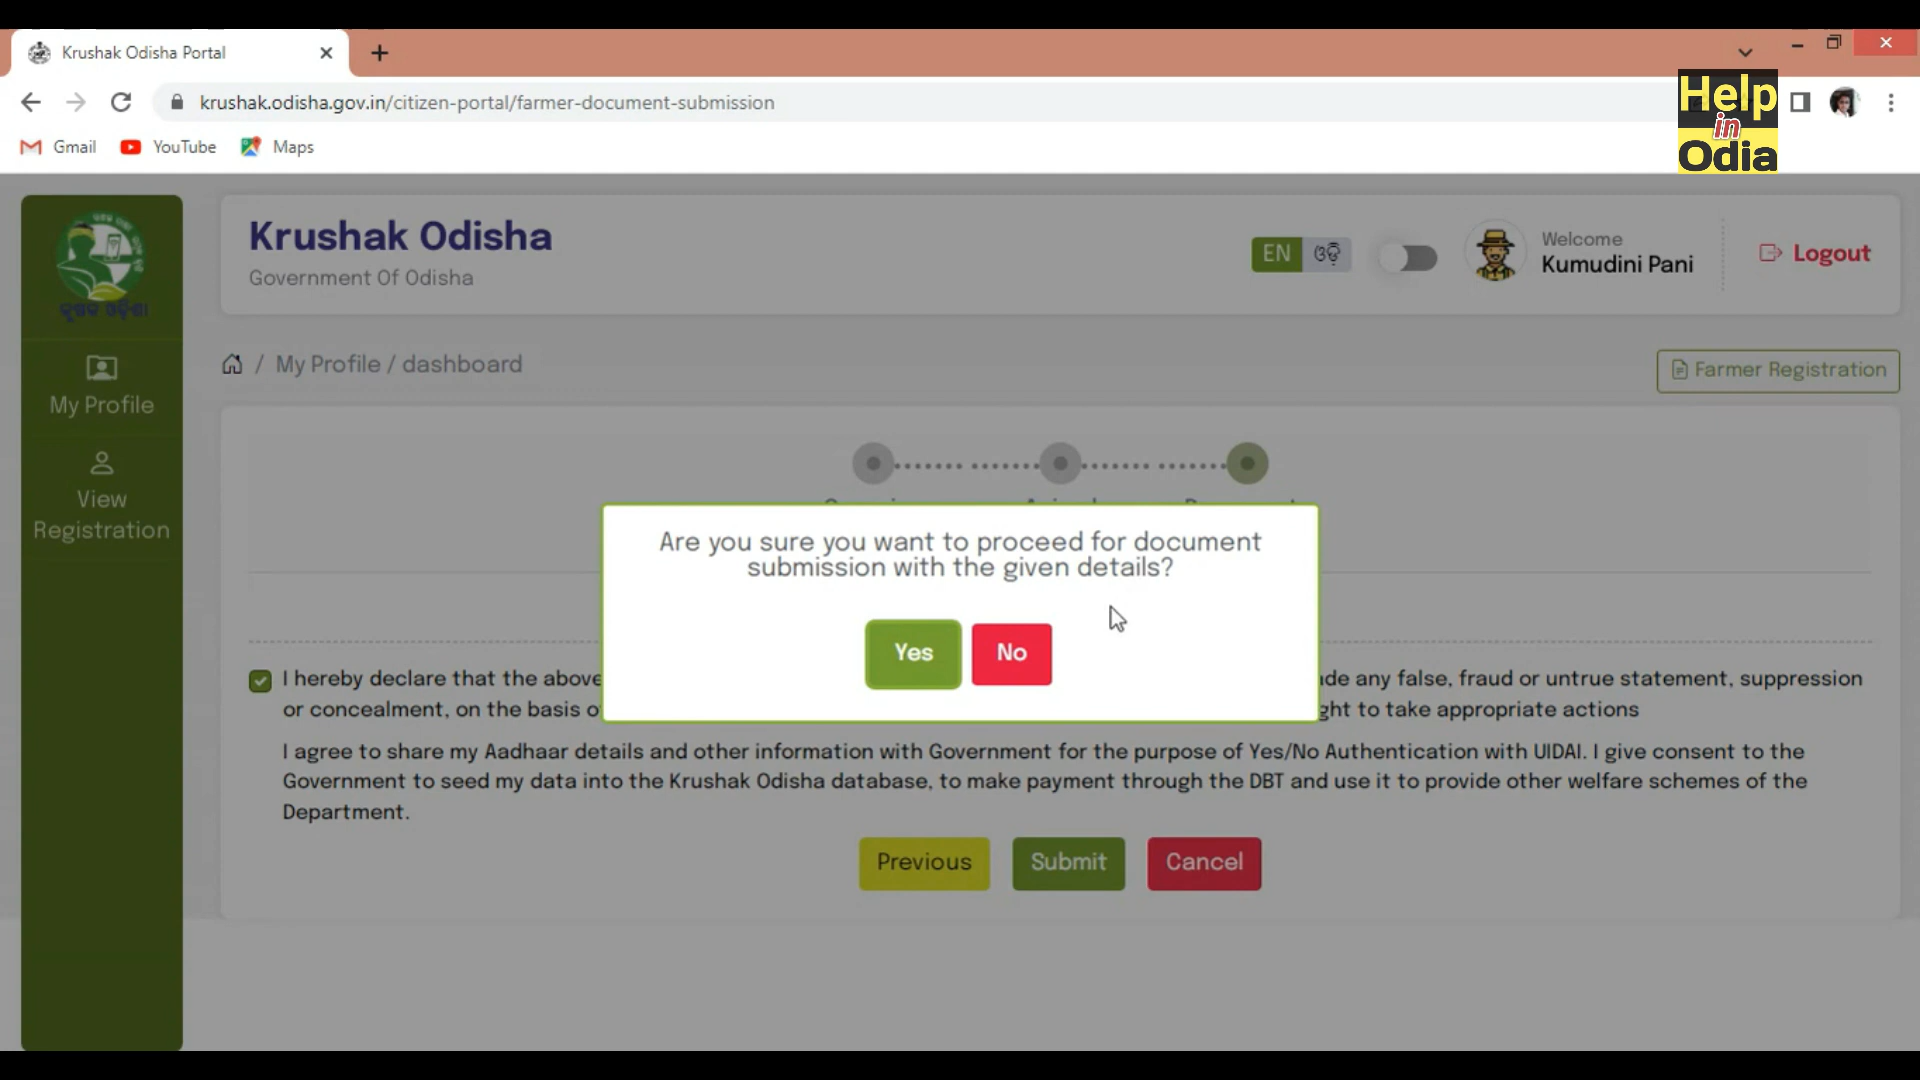 Krushak Odisha Portal
krushak.odisha.gov.in/citizen-portal/farmer-document-submission
Help
in
Odia
Gmail
YouTube
Maps
Krushak Odisha
Government Of Odisha
EN
ଓଡ଼ି
Welcome
Kumudini Pani
Logout
କୃଷକ ଓଡ଼ିଶା
My Profile / dashboard
Farmer Registration
My Profile
View
Registration
Are you sure you want to proceed for document
submission with the given details?
Yes
No
I hereby declare that the above
ade any false, fraud or untrue statement, suppression
or concealment, on the basis o
ght to take appropriate actions
I agree to share my Aadhaar details and other information with Government for the purpose of Yes/No Authentication with UIDAI. I give consent to the
Government to seed my data into the Krushak Odisha database, to make payment through the DBT and use it to provide other welfare schemes of the
Department.
Previous
Submit
Cancel